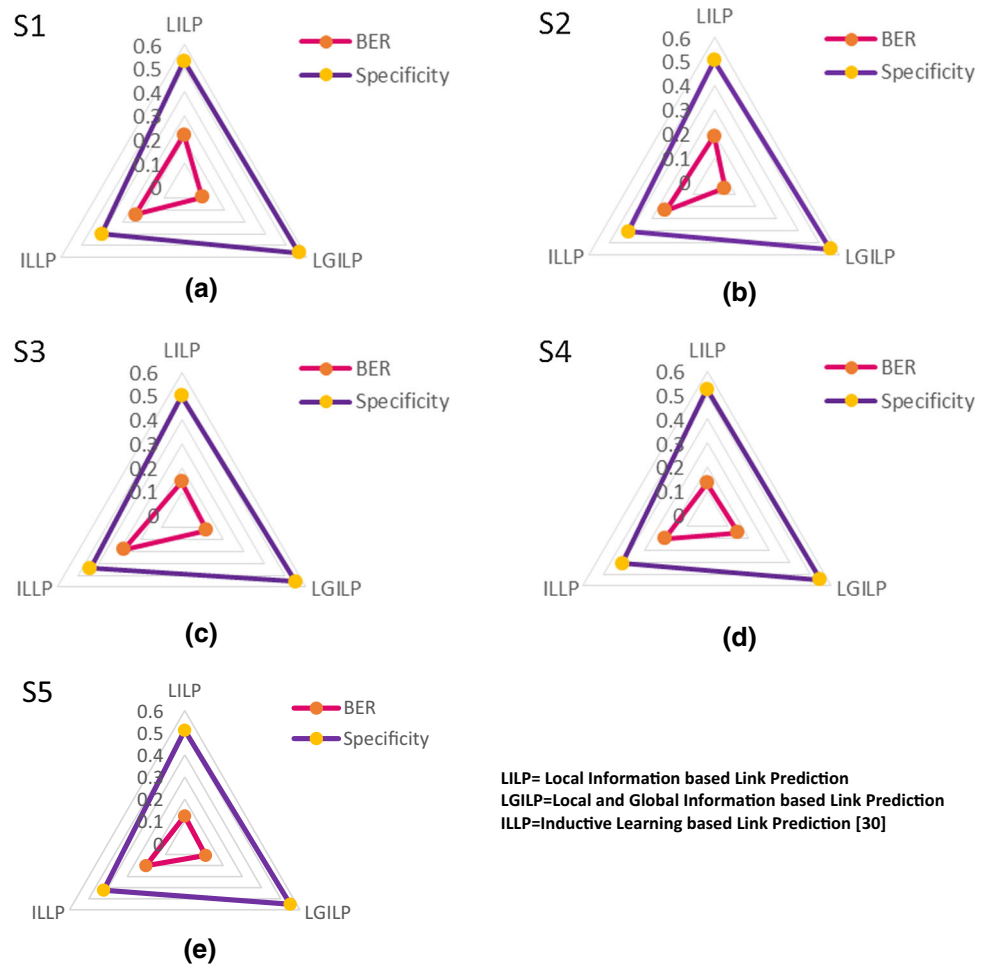 S1
LILP
0.6
0.5
0.4
0.3
0.2
0.1
0
ILLP
LGILP
BER
Specificity
(a)
S2
LILP
0.6
0.5
0.4
0.3
0.2
0.1
0
ILLP
LGILP
BER
Specificity
(b)
S3
LILP
0.6
0.5
0.4
0.3
0.2
0.1
0
ILLP
LGILP
BER
Specificity
(c)
S4
LILP
0.6
0.5
0.4
0.3
0.2
0.1
0
ILLP
LGILP
BER
Specificity
(d)
S5
LILP
0.6
0.5
0.4
0.3
0.2
0.1
0
ILLP
LGILP
BER
Specificity
(e)
LILP= Local Information based Link Prediction
LGILP=Local and Global Information based Link Prediction
ILLP=Inductive Learning based Link Prediction [30]